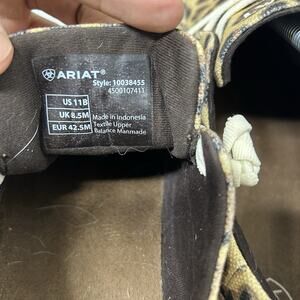 ARIAT®
Style: 10038455
4500107411
US 11B
UK 8.5M
EUR 42.5M
Made in Indonesia
Textile Upper
Balance Manmade